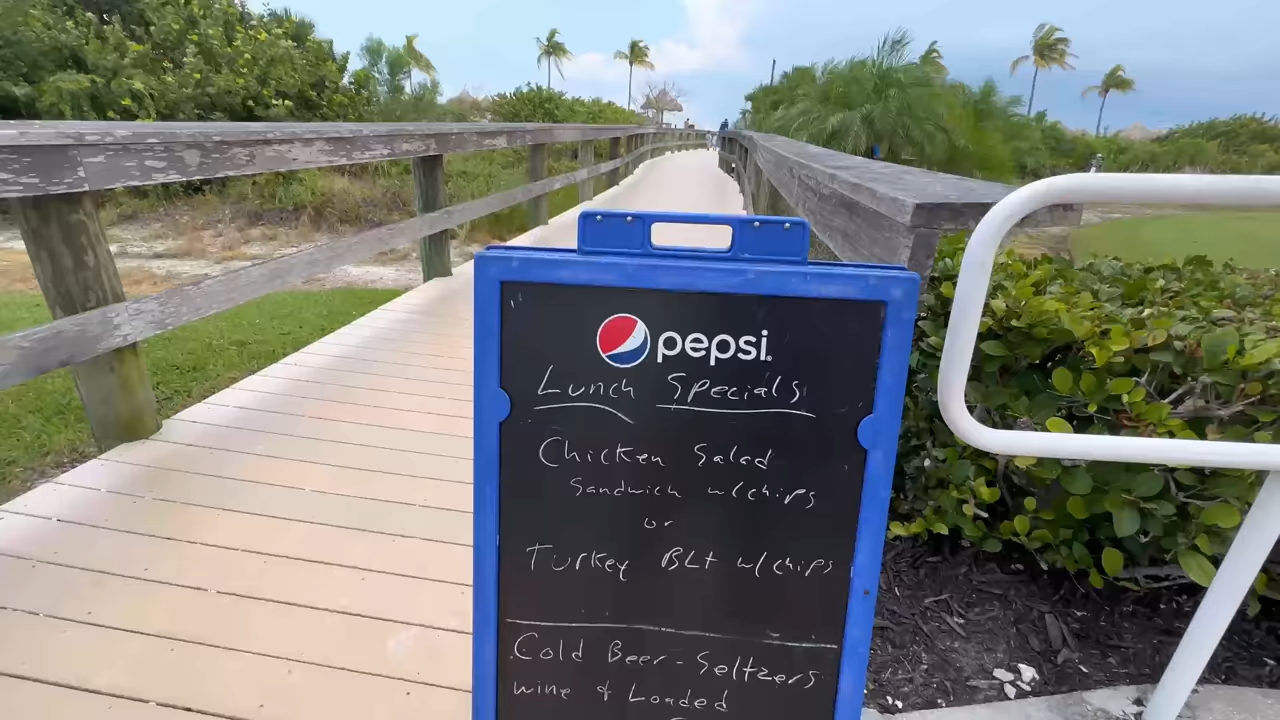 pepsi
Lunch Specials
Chicken Salad
Sandwich w/chips
or
Turkey BLT w/chips
Cold Beer-Seltzers
wine & Loaded